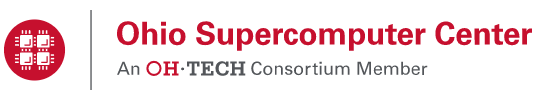 Ohio Supercomputer Center
An OH·TECH Consortium Member